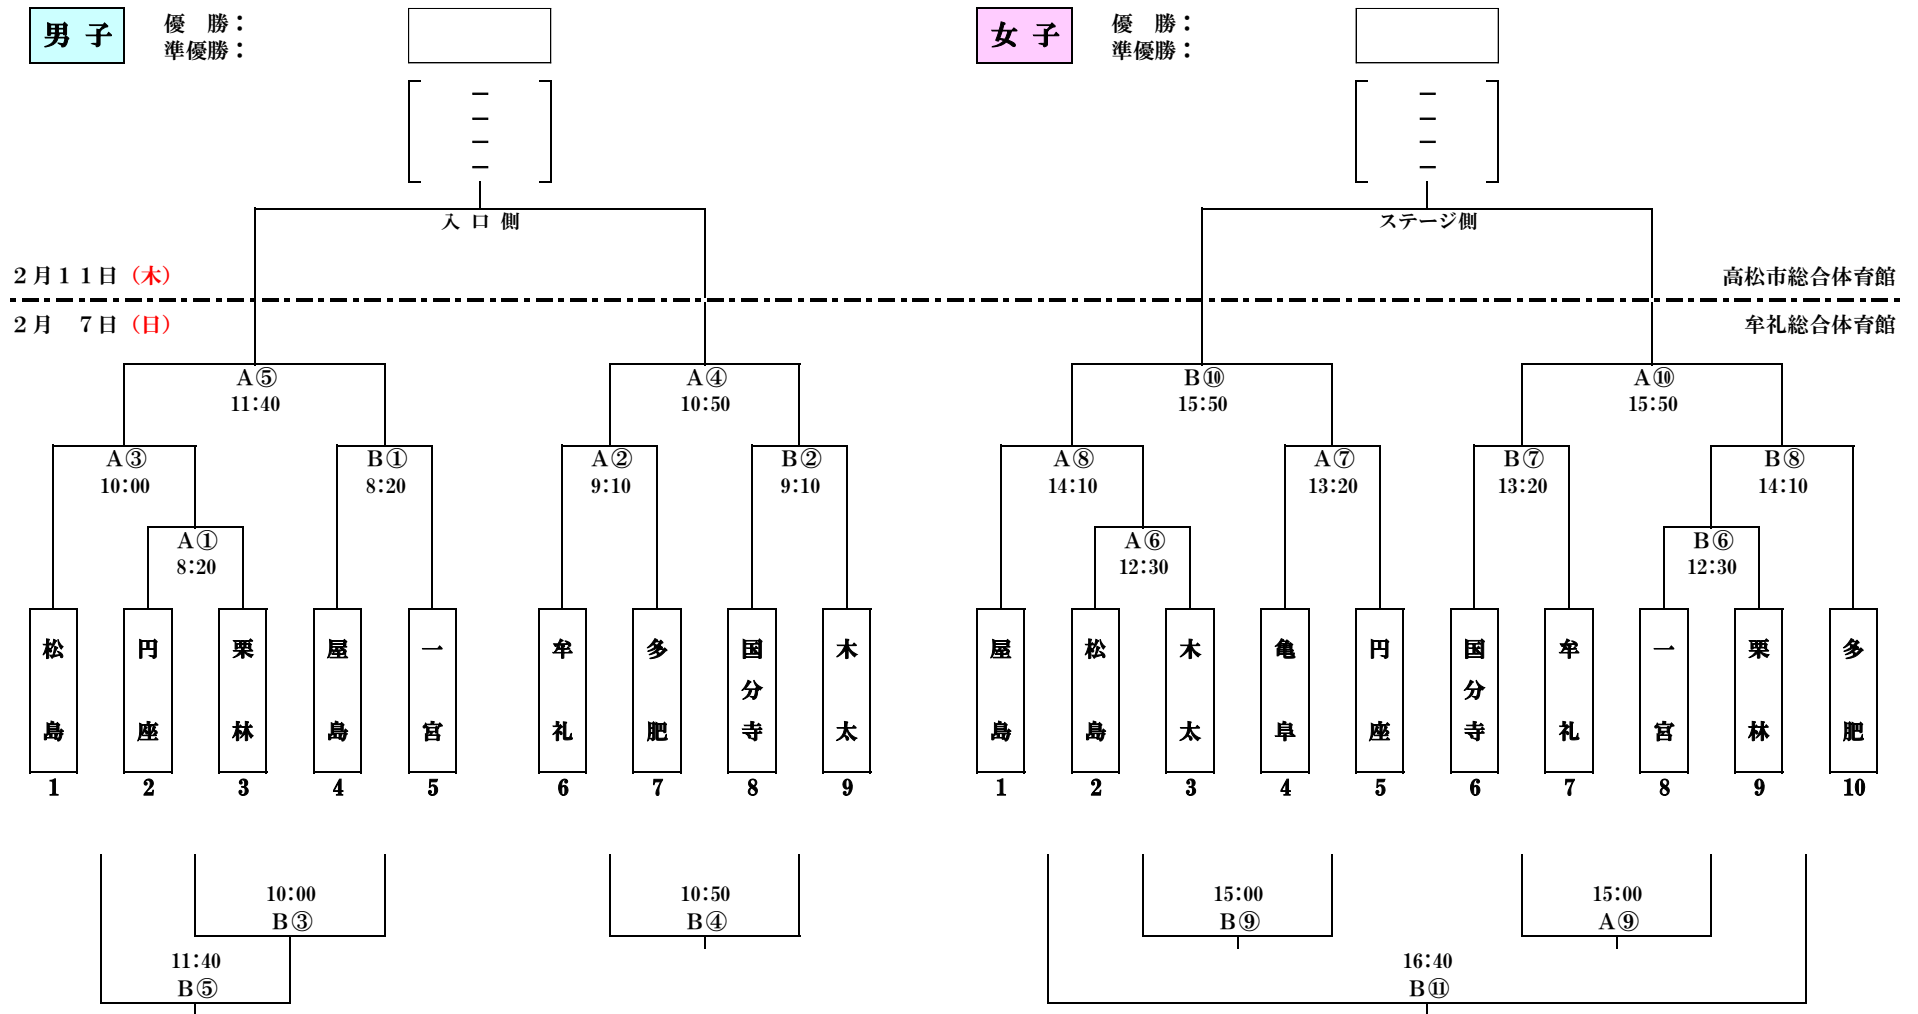 男 子
優　勝：
準優勝：
女 子
優　勝：
準優勝：
－
－
－
－
－
－
－
－
入 口 側
ステージ側
２月１１日（木）
高松市総合体育館
２月　７日（日）
牟礼総合体育館
A⑤
11：40
A④
10：50
B⑩
15：50
A⑩
15：50
A③
10：00
B①
8：20
A②
9：10
B②
9：10
A⑧
14：10
A⑦
13：20
B⑦
13：20
B⑧
14：10
A①
8：20
A⑥
12：30
B⑥
12：30
松島
円座
栗林
屋島
一宮
牟礼
多肥
国分寺
木太
屋島
松島
木太
亀阜
円座
国分寺
牟礼
一宮
栗林
多肥
1 2 3 4 5 6 7 8 9 1 2 3 4 5 6 7 8 9 10
10：00
B③
10：50
B④
15：00
B⑨
15：00
A⑨
11：40
B⑤
16：40
B⑪